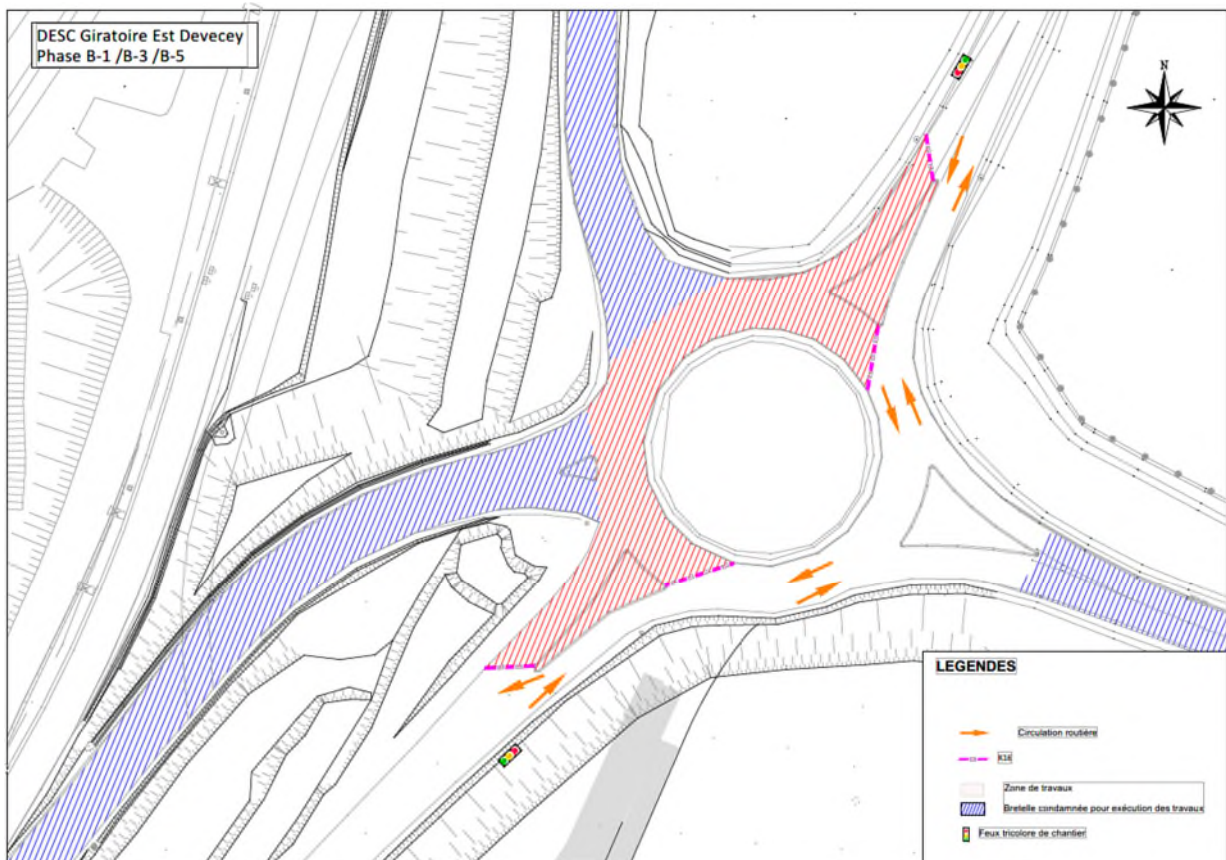 DESC Giratoire Est Devecey
Phase B-1 /B-3 /B-5
N
LEGENDES
Circulation routière
K16
Zone de travaux
Bretelle condamnée pour exécution des travaux
Feux tricolore de chantier